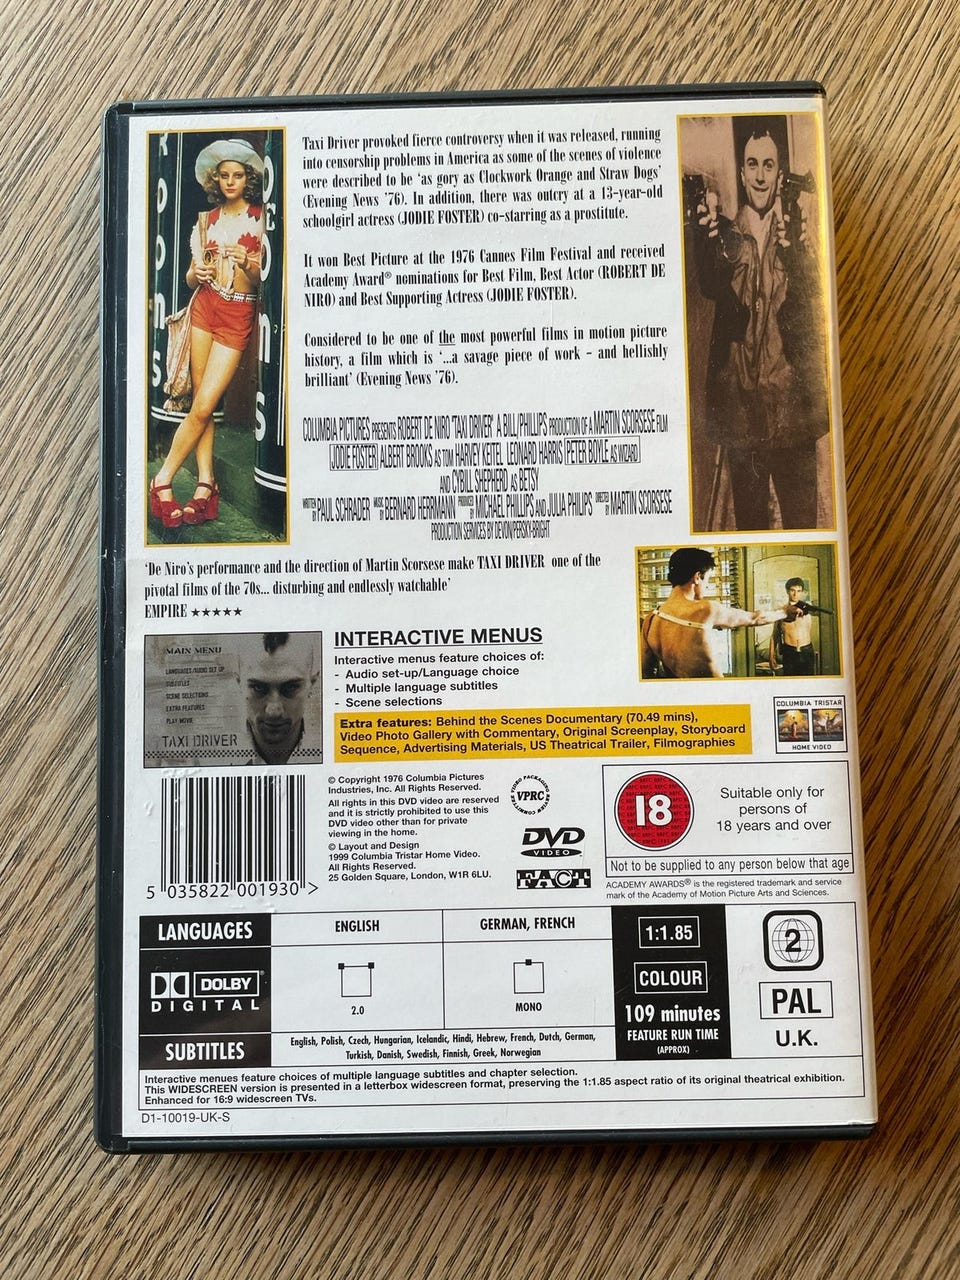 Taxi Driver provoked fierce controversy when it was released, running
into censorship problems in America as some of the scenes of violence
were described to be 'as gory as Clockwork Orange and Straw Dogs'
(Evening News '76). In addition, there was outcry at a 13-year-old
schoolgirl actress (JODIE FOSTER) co-starring as a prostitute.
It won Best Picture at the 1976 Cannes Film Festival and received
Academy Award® nominations for Best Film, Best Actor (ROBERT DE
NIRO) and Best Supporting Actress (JODIE FOSTER).
Considered to be one of the most powerful films in motion picture
history, a film which is '...a savage piece of work - and hellishly
brilliant' (Evening News '76).
COLUMBIA PICTURES PRESENTS ROBERT DE NIRO 'TAXI DRIVER' A BILL/PHILLIPS PRODUCTION OF A MARTIN SCORSESE FILM
JODIE FOSTER ALBERT BROOKS AS TOM HARVEY KEITEL LEONARD HARRIS PETER BOYLE AS WIZARD
AND CYBILL SHEPHERD AS BETSY
WRITTEN BY PAUL SCHRADER MUSIC BERNARD HERRMANN PRODUCED BY MICHAEL PHILLIPS AND JULIA PHILIPS DIRECTED BY MARTIN SCORSESE
PRODUCTION SERVICES BY DEVON/PERSKY-BRIGHT
'De Niro's performance and the direction of Martin Scorsese make TAXI DRIVER one of the
pivotal films of the 70s... disturbing and endlessly watchable'
EMPIRE ★★★★★
MAIN MENU
LANGUAGES/AUDIO SET UP
SUBTITLES
SCENE SELECTIONS
EXTRA FEATURES
PLAY MOVIE
TAXI DRIVER
INTERACTIVE MENUS
Interactive menus feature choices of:
- Audio set-up/Language choice
- Multiple language subtitles
- Scene selections
Extra features: Behind the Scenes Documentary (70.49 mins),
Video Photo Gallery with Commentary, Original Screenplay, Storyboard
Sequence, Advertising Materials, US Theatrical Trailer, Filmographies
COLUMBIA TRISTAR
HOME VIDEO
5 035822 001930 >
© Copyright 1976 Columbia Pictures
Industries, Inc. All Rights Reserved.
All rights in this DVD video are reserved
and it is strictly prohibited to use this
DVD video other than for private
viewing in the home.
© Layout and Design
1999 Columbia Tristar Home Video.
All Rights Reserved.
25 Golden Square, London, W1R 6LU.
VIDEO PACKAGING REVIEW COMMITTEE
VPRC
DVD
VIDEO
FACT
18
Suitable only for
persons of
18 years and over
Not to be supplied to any person below that age
ACADEMY AWARDS® is the registered trademark and service
mark of the Academy of Motion Picture Arts and Sciences.
LANGUAGES
ENGLISH
GERMAN, FRENCH
DOLBY
DIGITAL
2.0
MONO
SUBTITLES
English, Polish, Czech, Hungarian, Icelandic, Hindi, Hebrew, French, Dutch, German,
Turkish, Danish, Swedish, Finnish, Greek, Norwegian
1:1.85
COLOUR
109 minutes
FEATURE RUN TIME
(APPROX)
2
PAL
U.K.
Interactive menues feature choices of multiple language subtitles and chapter selection.
This WIDESCREEN version is presented in a letterbox widescreen format, preserving the 1:1.85 aspect ratio of its original theatrical exhibition.
Enhanced for 16:9 widescreen TVs.
D1-10019-UK-S